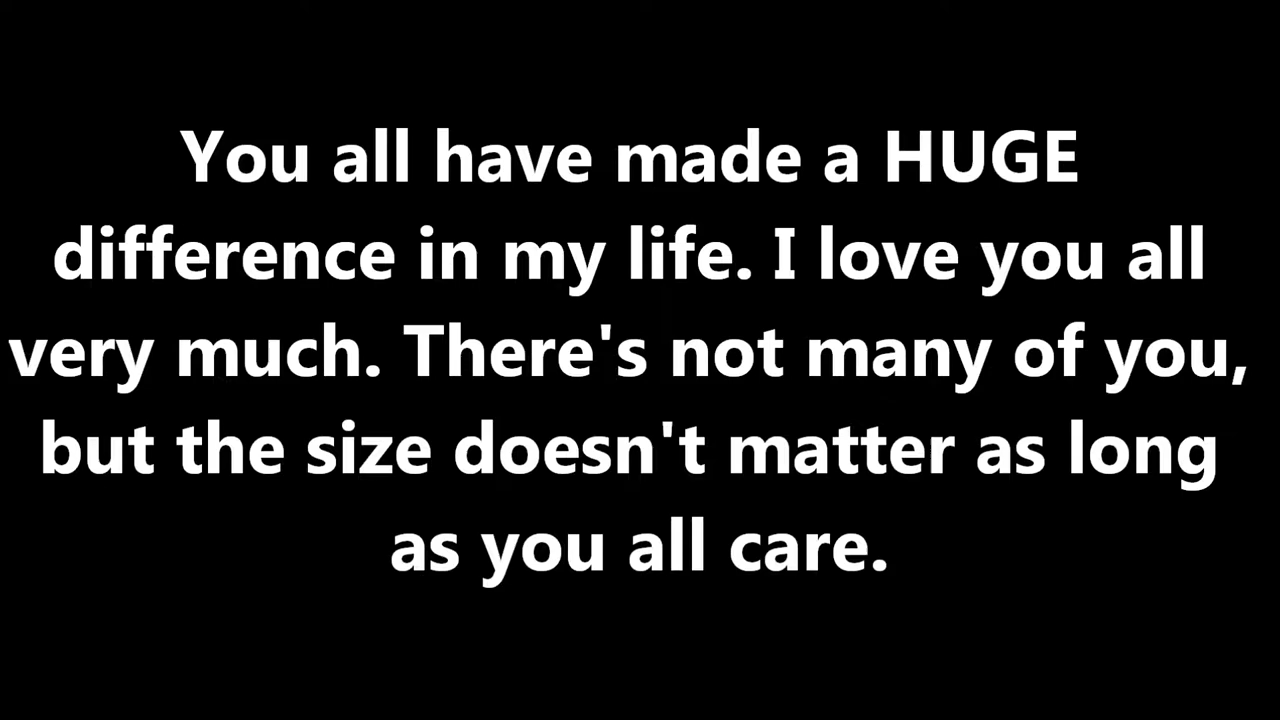 You all have made a HUGE
difference in my life. I love you all
very much. There's not many of you,
but the size doesn't matter as long
as you all care.